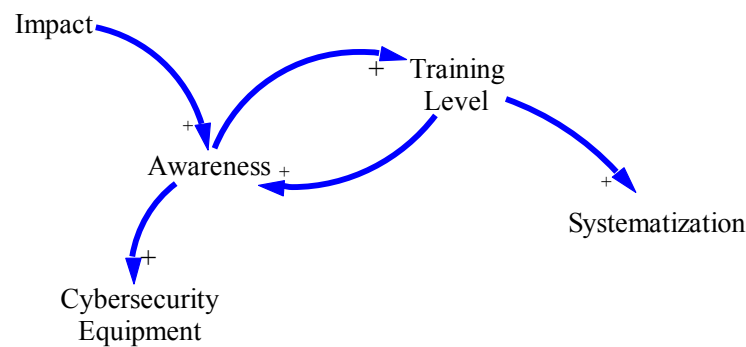 Impact
+
Training
Level
+
Awareness
+
+
Systematization
+
Cybersecurity
Equipment